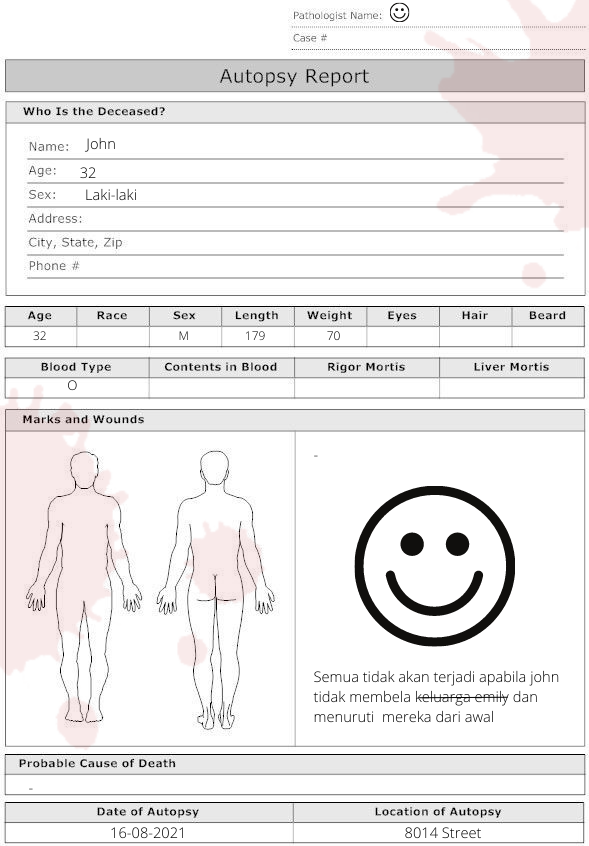 Pathologist Name:
Case #
Autopsy Report
Who Is the Deceased?
Name: John
Age: 32
Sex: Laki-laki
Address:
City, State, Zip
Phone #
Age Race Sex Length Weight Eyes Hair Beard
32 M 179 70
Blood Type Contents in Blood Rigor Mortis Liver Mortis
O
Marks and Wounds
-
Semua tidak akan terjadi apabila john
tidak membela keluarga emily dan
menuruti mereka dari awal
Probable Cause of Death
-
Date of Autopsy Location of Autopsy
16-08-2021 8014 Street